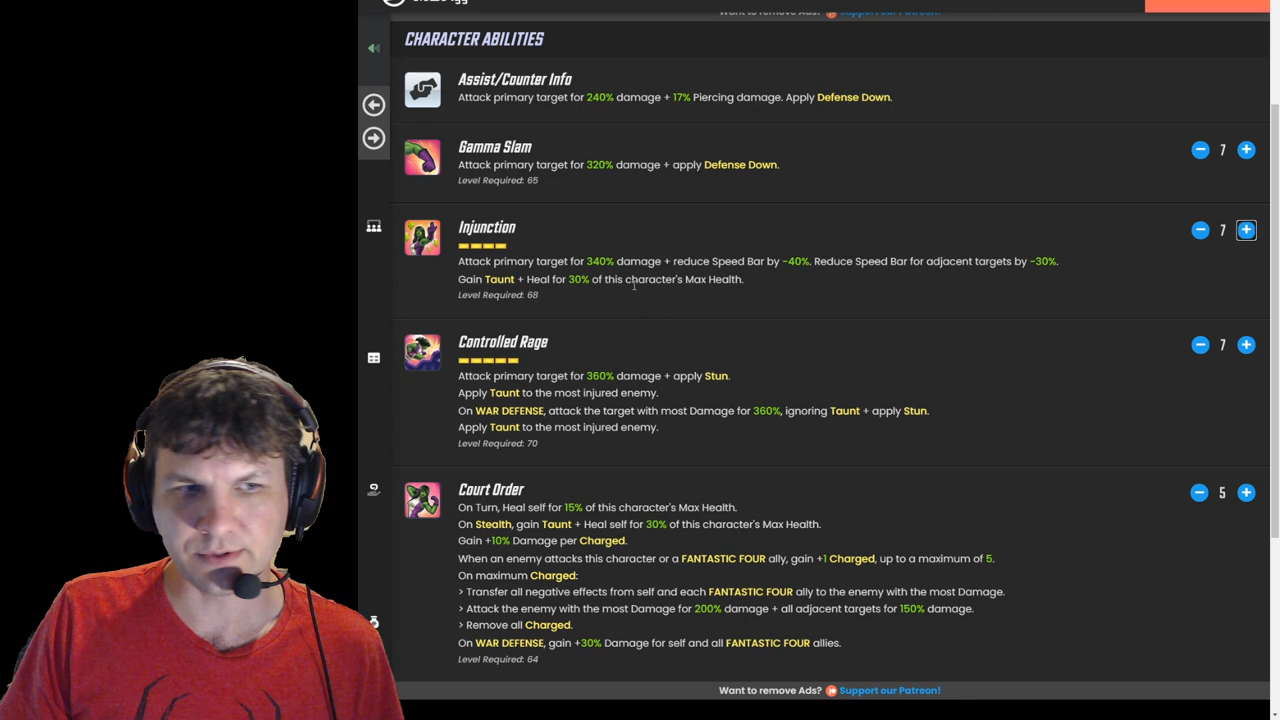 Want to remove Ads? Support our Patreon!
CHARACTER ABILITIES
Assist/Counter Info
Attack primary target for 240% damage + 17% Piercing damage. Apply Defense Down.
Gamma Slam
Attack primary target for 320% damage + apply Defense Down.
Level Required: 65
7
Injunction
Attack primary target for 340% damage + reduce Speed Bar by -40%. Reduce Speed Bar for adjacent targets by -30%.
Gain Taunt + Heal for 30% of this character's Max Health.
Level Required: 68
7
Controlled Rage
Attack primary target for 360% damage + apply Stun.
Apply Taunt to the most injured enemy.
On WAR DEFENSE, attack the target with most Damage for 360%, ignoring Taunt + apply Stun.
Apply Taunt to the most injured enemy.
Level Required: 70
7
Court Order
On Turn, Heal self for 15% of this character's Max Health.
On Stealth, gain Taunt + Heal self for 30% of this character's Max Health.
Gain +10% Damage per Charged.
When an enemy attacks this character or a FANTASTIC FOUR ally, gain +1 Charged, up to a maximum of 5.
On maximum Charged:
> Transfer all negative effects from self and each FANTASTIC FOUR ally to the enemy with the most Damage.
> Attack the enemy with the most Damage for 200% damage + all adjacent targets for 150% damage.
> Remove all Charged.
On WAR DEFENSE, gain +30% Damage for self and all FANTASTIC FOUR allies.
Level Required: 64
5
Want to remove Ads? Support our Patreon!